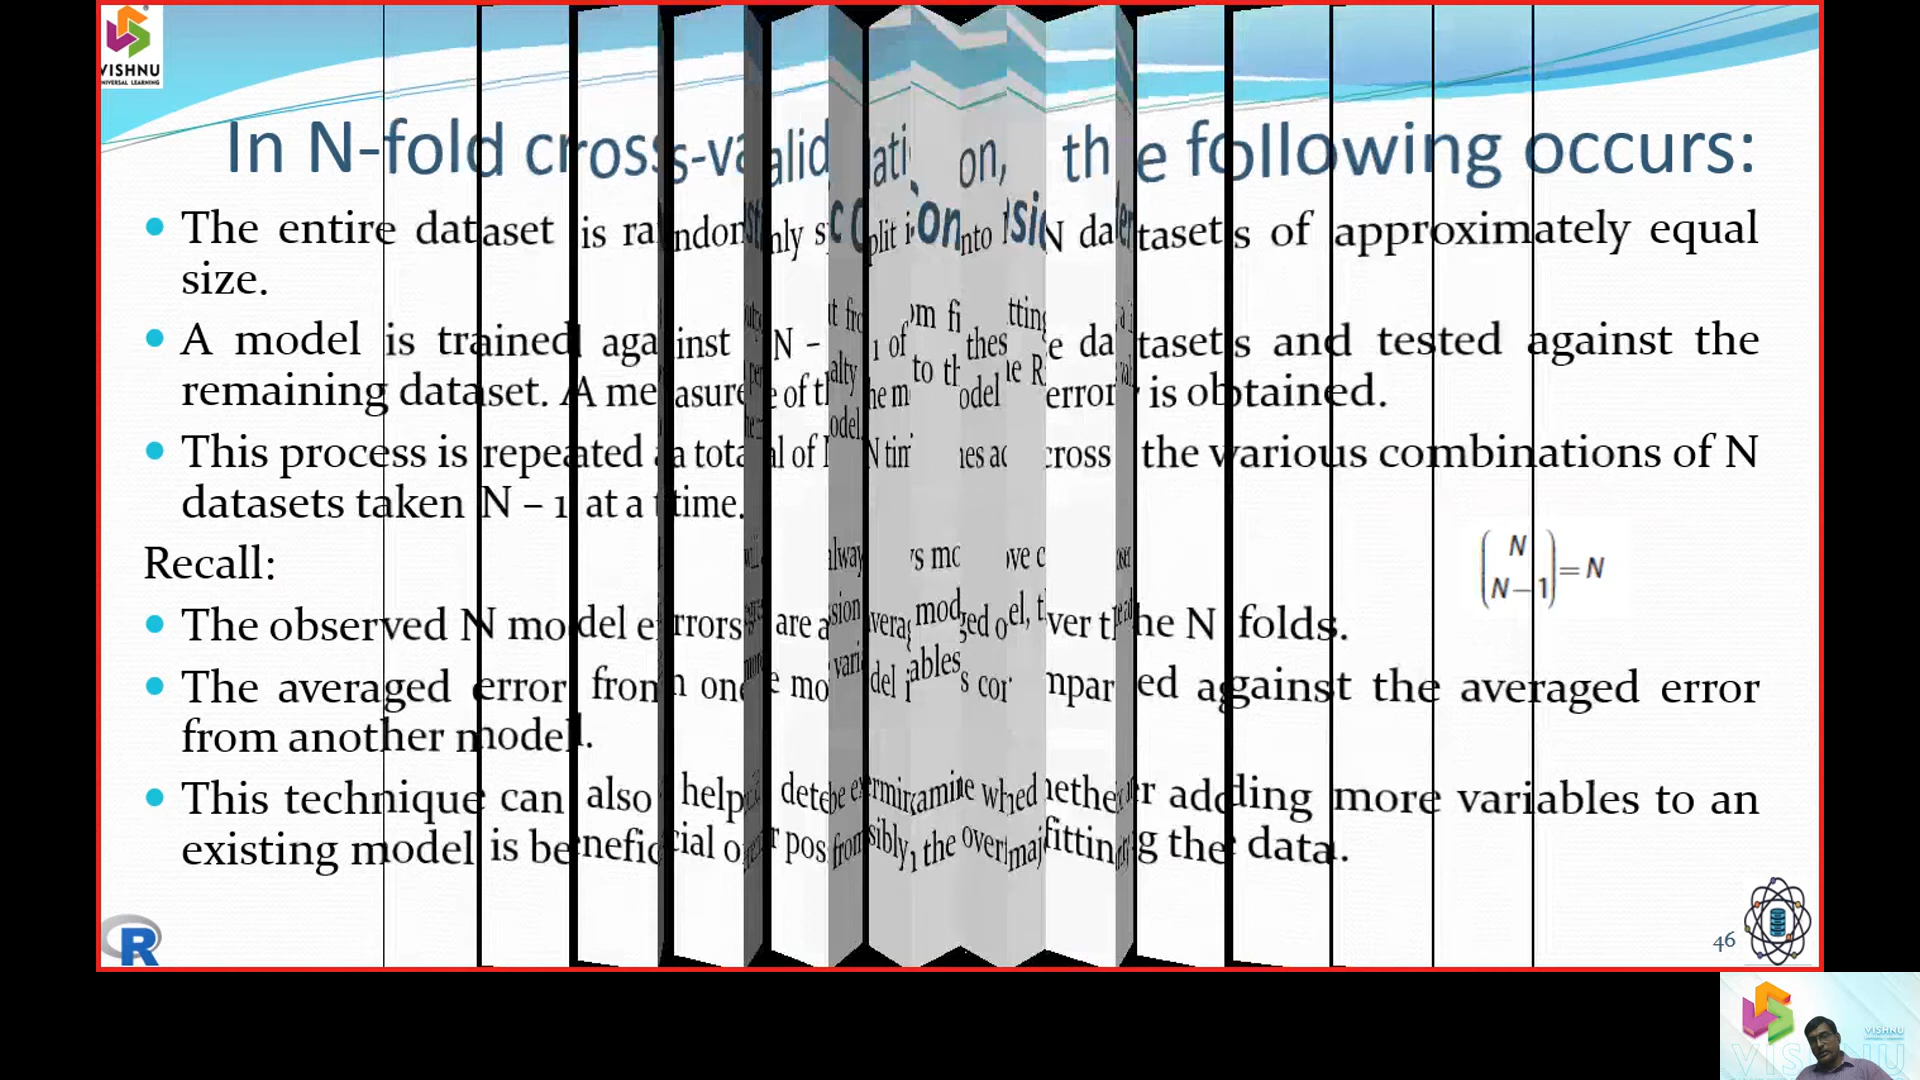 VISHNU
UNIVERSAL LEARNING
In N-fold cross-validation, the following occurs:
• The entire dataset is randomly split into N datasets of approximately equal
size.
• A model is trained against N – 1 of these datasets and tested against the
remaining dataset. A measure of the model error is obtained.
• This process is repeated a total of N times across the various combinations of N
datasets taken N – 1 at a time.
(N
N–1) = N
Recall:
• The observed N model errors are averaged over the N folds.
• The averaged error from one model is compared against the averaged error
from another model.
• This technique can also help determine whether adding more variables to an
existing model is beneficial or possibly overfitting the data.
R
46
VISHNU